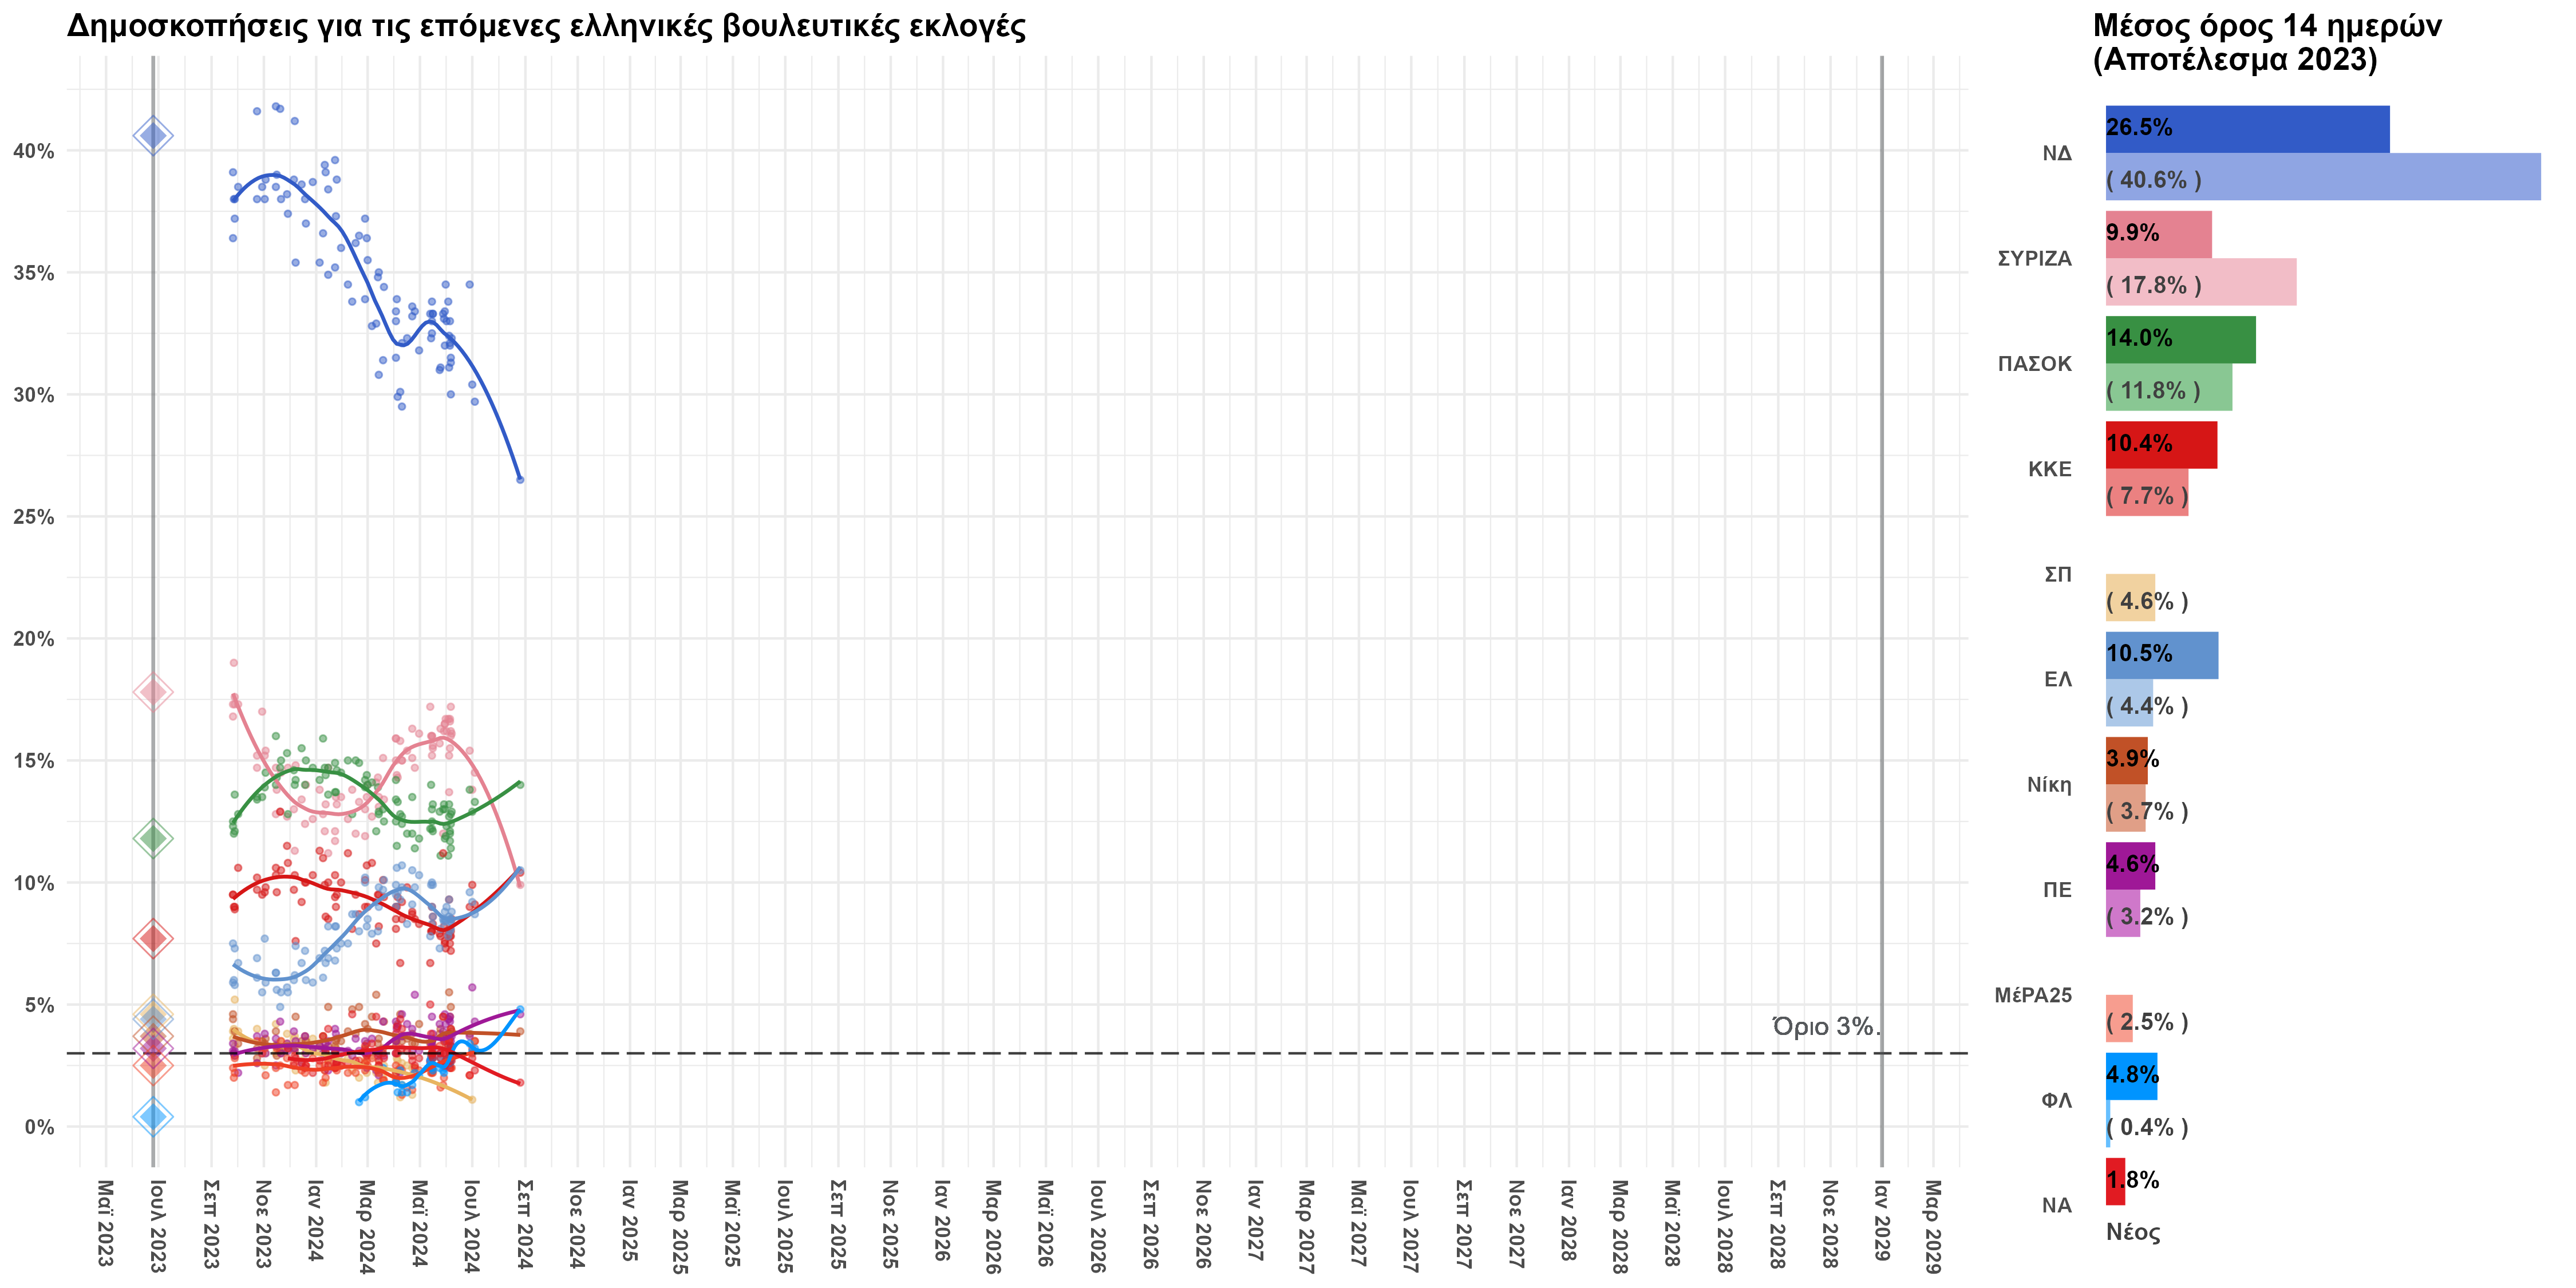 Δημοσκοπήσεις για τις επόμενες ελληνικές βουλευτικές εκλογές
40%
35%
30%
25%
20%
15%
10%
5%
0%
Όριο 3%.
Μαϊ 2023
Ιουλ 2023
Σεπ 2023
Νοε 2023
Ιαν 2024
Μαρ 2024
Μαϊ 2024
Ιουλ 2024
Σεπ 2024
Νοε 2024
Ιαν 2025
Μαρ 2025
Μαϊ 2025
Ιουλ 2025
Σεπ 2025
Νοε 2025
Ιαν 2026
Μαρ 2026
Μαϊ 2026
Ιουλ 2026
Σεπ 2026
Νοε 2026
Ιαν 2027
Μαρ 2027
Μαϊ 2027
Ιουλ 2027
Σεπ 2027
Νοε 2027
Ιαν 2028
Μαρ 2028
Μαϊ 2028
Ιουλ 2028
Σεπ 2028
Νοε 2028
Ιαν 2029
Μαρ 2029
Μέσος όρος 14 ημερών
(Αποτέλεσμα 2023)
ΝΔ
26.5%
( 40.6% )
ΣΥΡΙΖΑ
9.9%
( 17.8% )
ΠΑΣΟΚ
14.0%
( 11.8% )
ΚΚΕ
10.4%
( 7.7% )
ΣΠ
( 4.6% )
ΕΛ
10.5%
( 4.4% )
Νίκη
3.9%
( 3.7% )
ΠΕ
4.6%
( 3.2% )
ΜέΡΑ25
( 2.5% )
ΦΛ
4.8%
( 0.4% )
ΝΑ
1.8%
Νέος